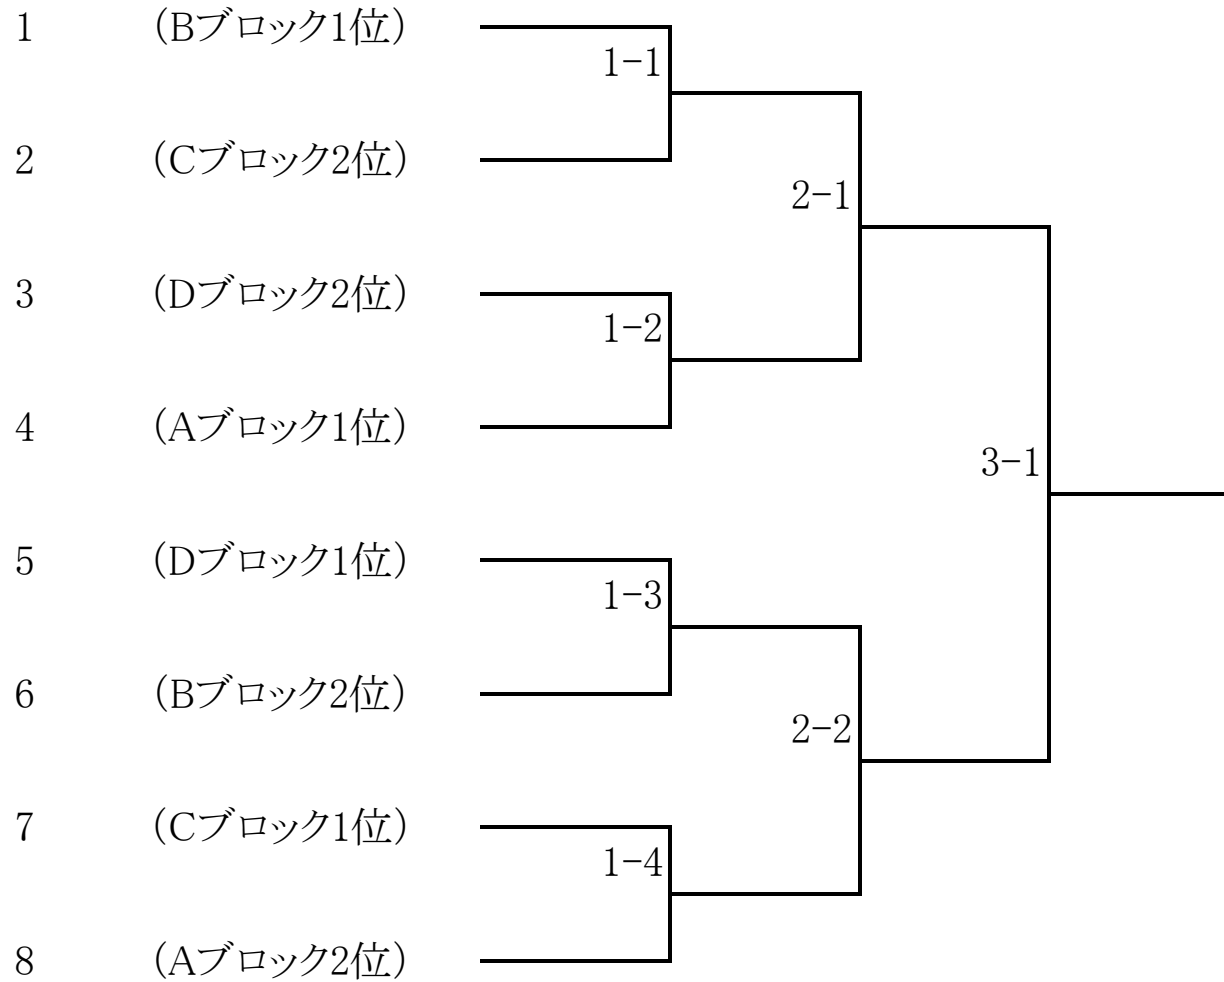 1 (Bブロック1位)
1-1
2 (Cブロック2位)
2-1
3 (Dブロック2位)
1-2
4 (Aブロック1位)
3-1
5 (Dブロック1位)
1-3
6 (Bブロック2位)
2-2
7 (Cブロック1位)
1-4
8 (Aブロック2位)